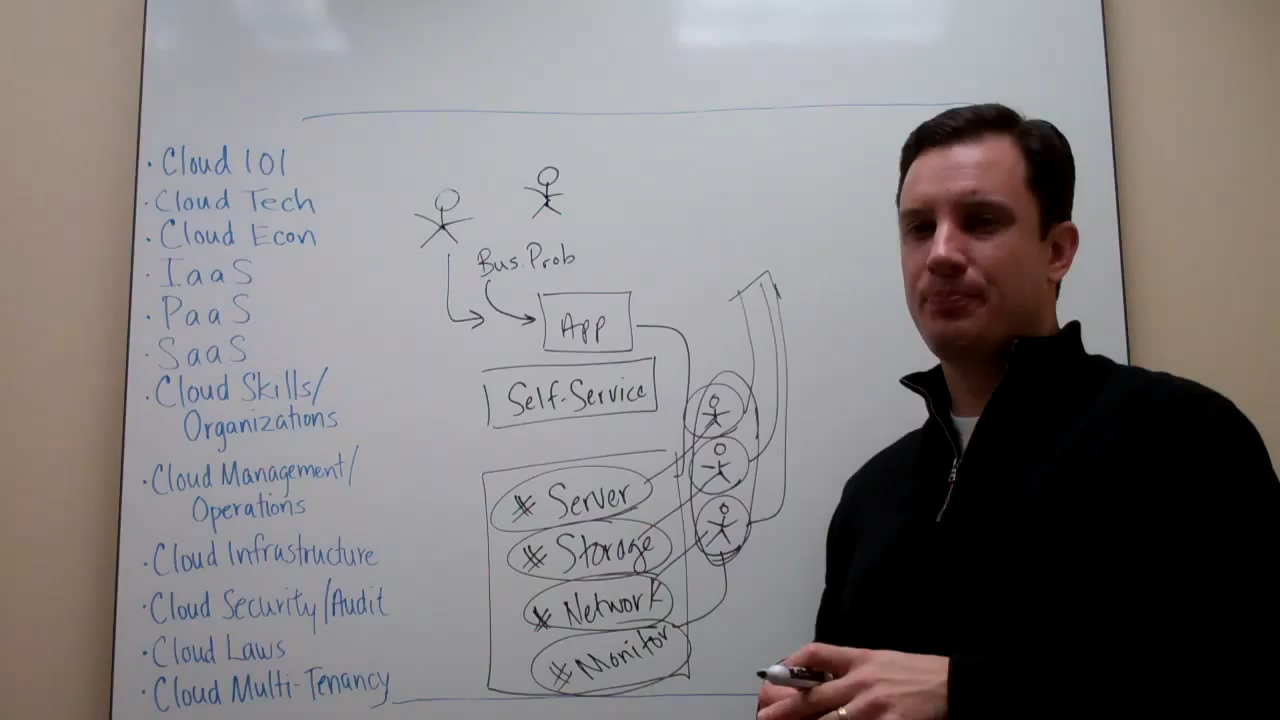 · Cloud 101
· Cloud Tech
· Cloud Econ
· IaaS
· PaaS
· SaaS
· Cloud Skills/
Organizations
· Cloud Management/
Operations
· Cloud Infrastructure
· Cloud Security/Audit
· Cloud Laws
· Cloud Multi-Tenancy
Bus. Prob
App
Self-Service
* Server
* Storage
* Network
* Monitor